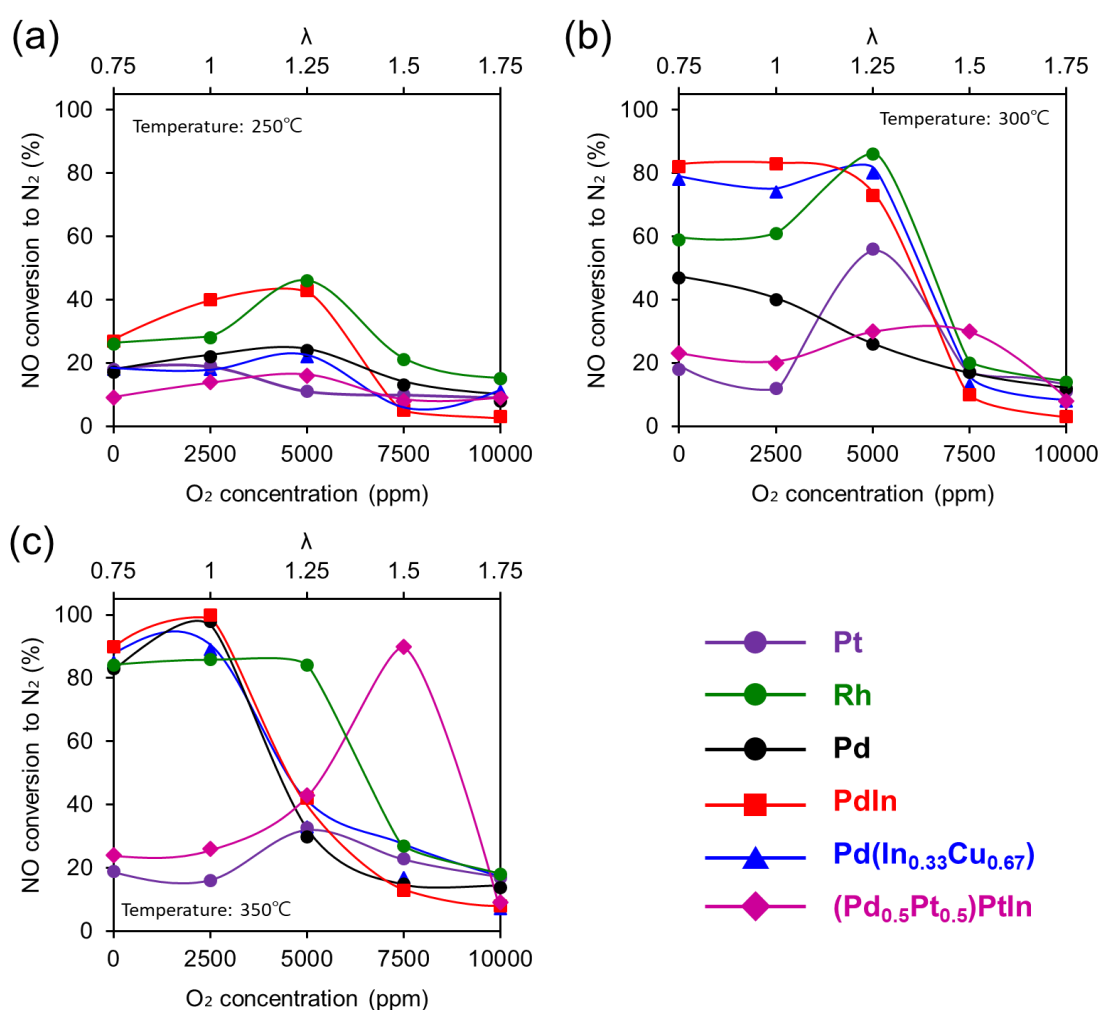 (a)
λ
0.75 1 1.25 1.5 1.75
NO conversion to N₂ (%)
100
80
60
40
20
0
Temperature: 250℃
0 2500 5000 7500 10000
O₂ concentration (ppm)
(b)
λ
0.75 1 1.25 1.5 1.75
NO conversion to N₂ (%)
100
80
60
40
20
0
Temperature: 300℃
0 2500 5000 7500 10000
O₂ concentration (ppm)
(c)
λ
0.75 1 1.25 1.5 1.75
NO conversion to N₂ (%)
100
80
60
40
20
0
Temperature: 350℃
0 2500 5000 7500 10000
O₂ concentration (ppm)
Pt
Rh
Pd
PdIn
Pd(In₀.₃₃Cu₀.₆₇)
(Pd₀.₅Pt₀.₅)PtIn